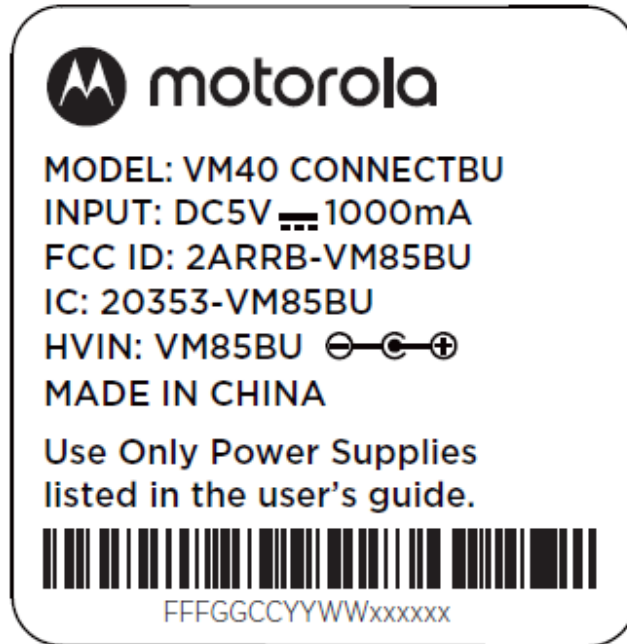 motorola
MODEL: VM40 CONNECTBU
INPUT: DC5V ⎓ 1000mA
FCC ID: 2ARRB-VM85BU
IC: 20353-VM85BU
HVIN: VM85BU
MADE IN CHINA
Use Only Power Supplies
listed in the user’s guide.
FFFGGCCYYWWxxxxxx